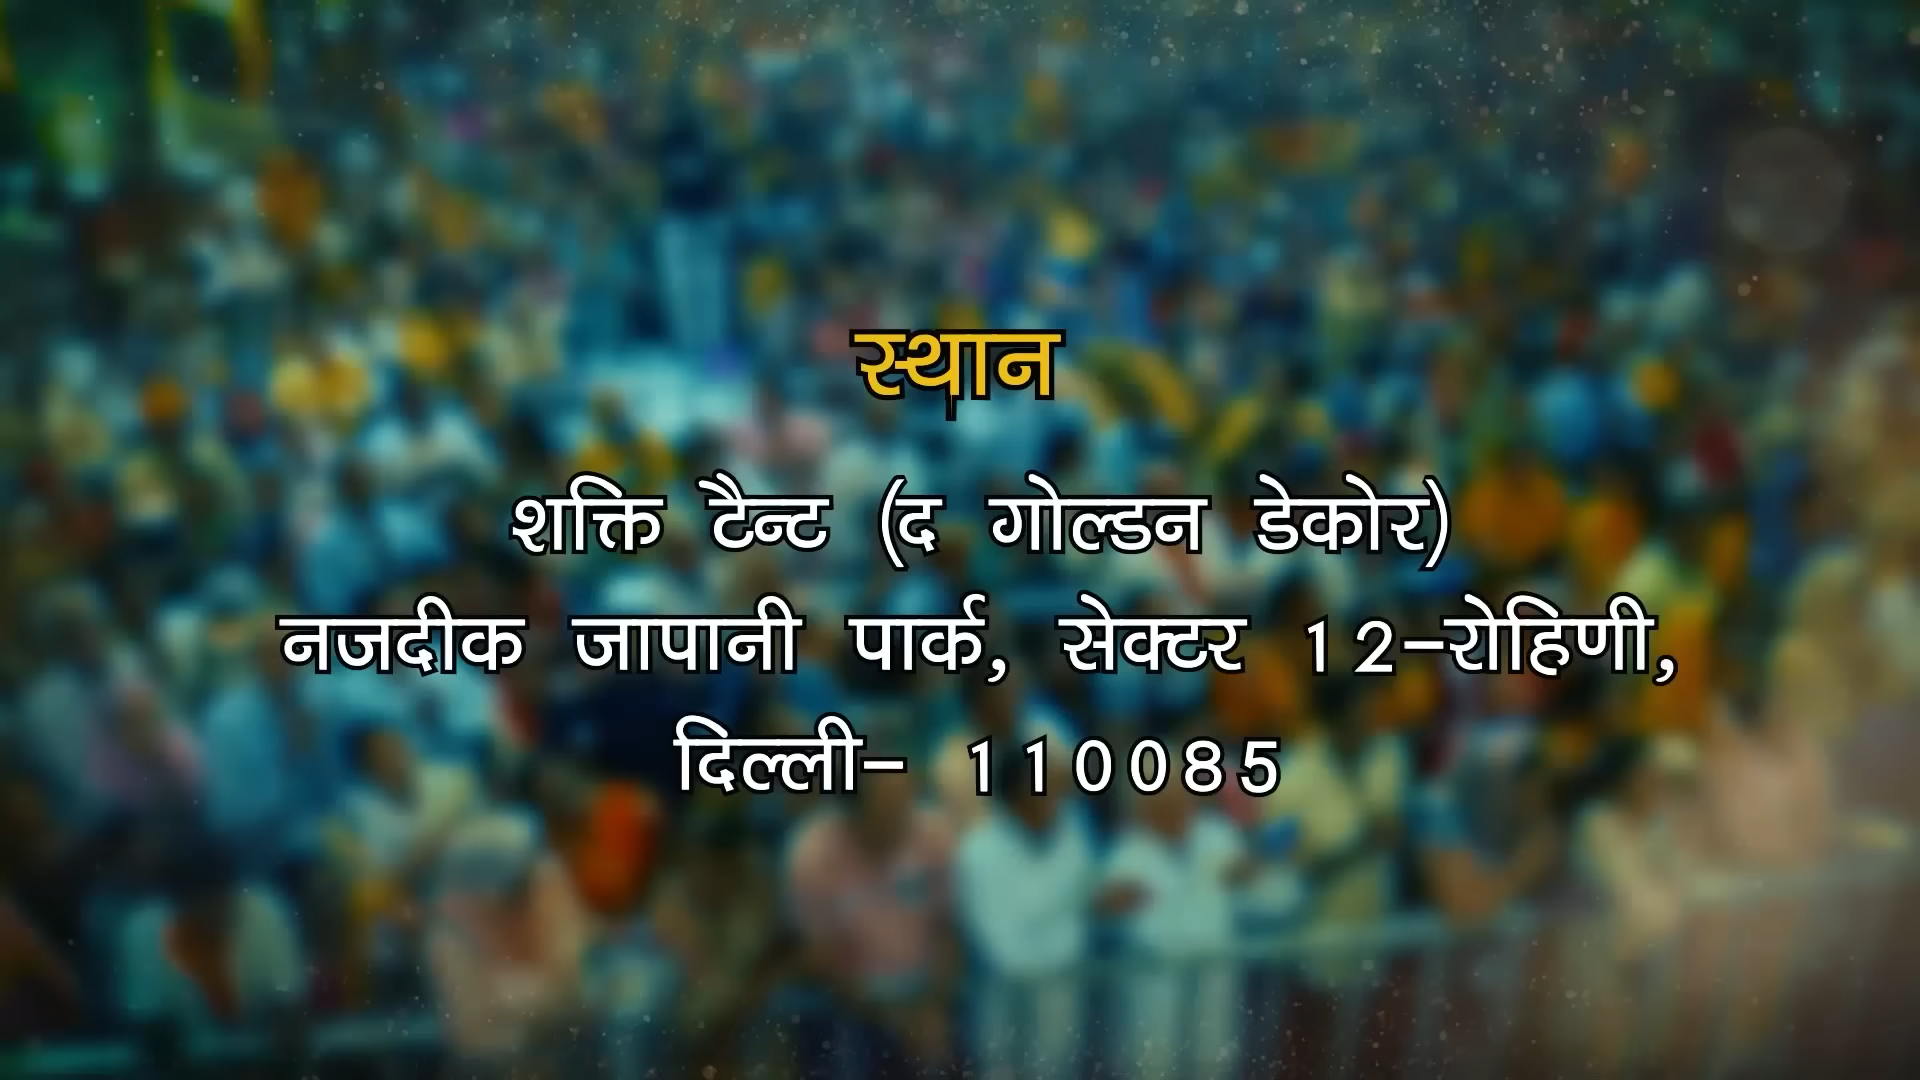 स्थान
शक्ति टैन्ट (द गोल्डन डेकोर)
नजदीक जापानी पार्क, सेक्टर 12-रोहिणी,
दिल्ली- 110085